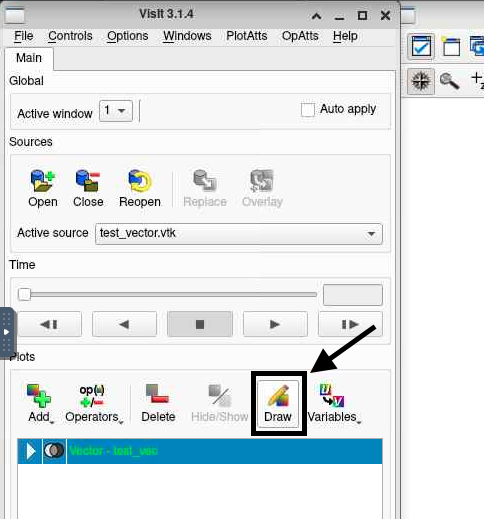 Visit 3.1.4
File Controls Options Windows PlotAtts OpAtts Help
Main
Global
Active window 1 Auto apply
Sources
Open Close Reopen Replace Overlay
Active source test_vector.vtk
Time
Plots
op(u)
+/-
Add Operators Delete Hide/Show Draw Variables
Vector - test_vec